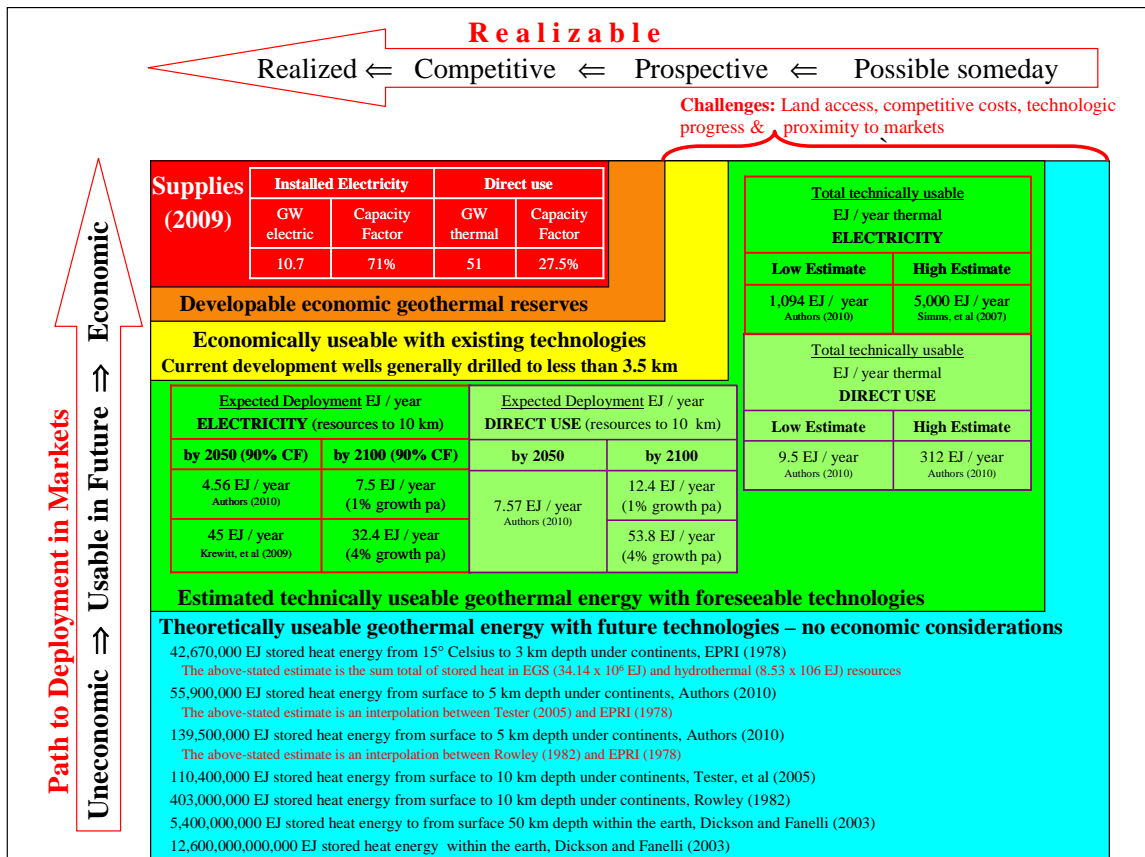 Realizable
Realized ⇐ Competitive ⇐ Prospective ⇐ Possible someday
Challenges: Land access, competitive costs, technologic
progress & proximity to markets
Path to Deployment in Markets
Uneconomic ⇒ Usable in Future ⇒ Economic
Supplies
(2009)
Installed Electricity
Direct use
GW
electric
Capacity
Factor
GW
thermal
Capacity
Factor
10.7
71%
51
27.5%
Developable economic geothermal reserves
Economically useable with existing technologies
Current development wells generally drilled to less than 3.5 km
Total technically usable
EJ / year thermal
ELECTRICITY
Low Estimate
High Estimate
1,094 EJ / year
Authors (2010)
5,000 EJ / year
Simms, et al (2007)
Total technically usable
EJ / year thermal
DIRECT USE
Low Estimate
High Estimate
9.5 EJ / year
Authors (2010)
312 EJ / year
Authors (2010)
Expected Deployment EJ / year
ELECTRICITY (resources to 10 km)
by 2050 (90% CF)
by 2100 (90% CF)
4.56 EJ / year
Authors (2010)
7.5 EJ / year
(1% growth pa)
45 EJ / year
Krewitt, et al (2009)
32.4 EJ / year
(4% growth pa)
Expected Deployment EJ / year
DIRECT USE (resources to 10 km)
by 2050
by 2100
7.57 EJ / year
Authors (2010)
12.4 EJ / year
(1% growth pa)
53.8 EJ / year
(4% growth pa)
Estimated technically useable geothermal energy with foreseeable technologies
Theoretically useable geothermal energy with future technologies – no economic considerations
42,670,000 EJ stored heat energy from 15° Celsius to 3 km depth under continents, EPRI (1978)
The above-stated estimate is the sum total of stored heat in EGS (34.14 x 10⁶ EJ) and hydrothermal (8.53 x 106 EJ) resources
55,900,000 EJ stored heat energy from surface to 5 km depth under continents, Authors (2010)
The above-stated estimate is an interpolation between Tester (2005) and EPRI (1978)
139,500,000 EJ stored heat energy from surface to 5 km depth under continents, Authors (2010)
The above-stated estimate is an interpolation between Rowley (1982) and EPRI (1978)
110,400,000 EJ stored heat energy from surface to 10 km depth under continents, Tester, et al (2005)
403,000,000 EJ stored heat energy from surface to 10 km depth under continents, Rowley (1982)
5,400,000,000 EJ stored heat energy to from surface 50 km depth within the earth, Dickson and Fanelli (2003)
12,600,000,000,000 EJ stored heat energy within the earth, Dickson and Fanelli (2003)